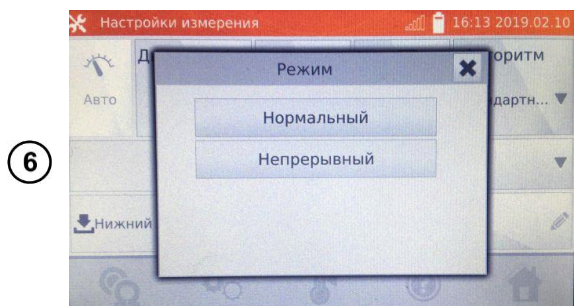 Настройки измерения 16:13 2019.02.10
Режим
Авто
Нормальный
Непрерывный
Нижний
6